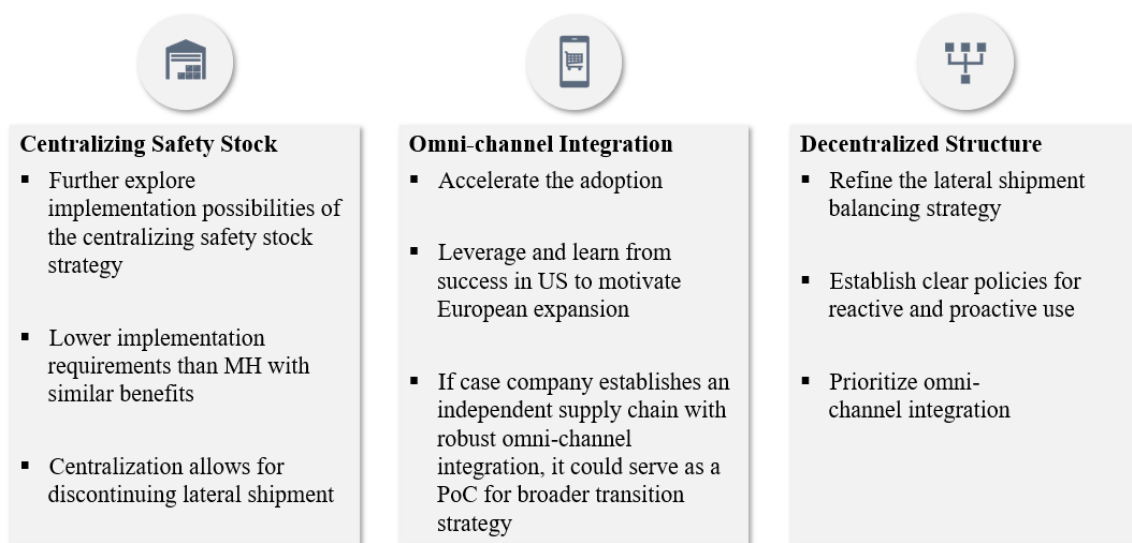 Centralizing Safety Stock
▪ Further explore
implementation possibilities of
the centralizing safety stock
strategy
▪ Lower implementation
requirements than MH with
similar benefits
▪ Centralization allows for
discontinuing lateral shipment
Omni-channel Integration
▪ Accelerate the adoption
▪ Leverage and learn from
success in US to motivate
European expansion
▪ If case company establishes an
independent supply chain with
robust omni-channel
integration, it could serve as a
PoC for broader transition
strategy
Decentralized Structure
▪ Refine the lateral shipment
balancing strategy
▪ Establish clear policies for
reactive and proactive use
▪ Prioritize omni-
channel integration